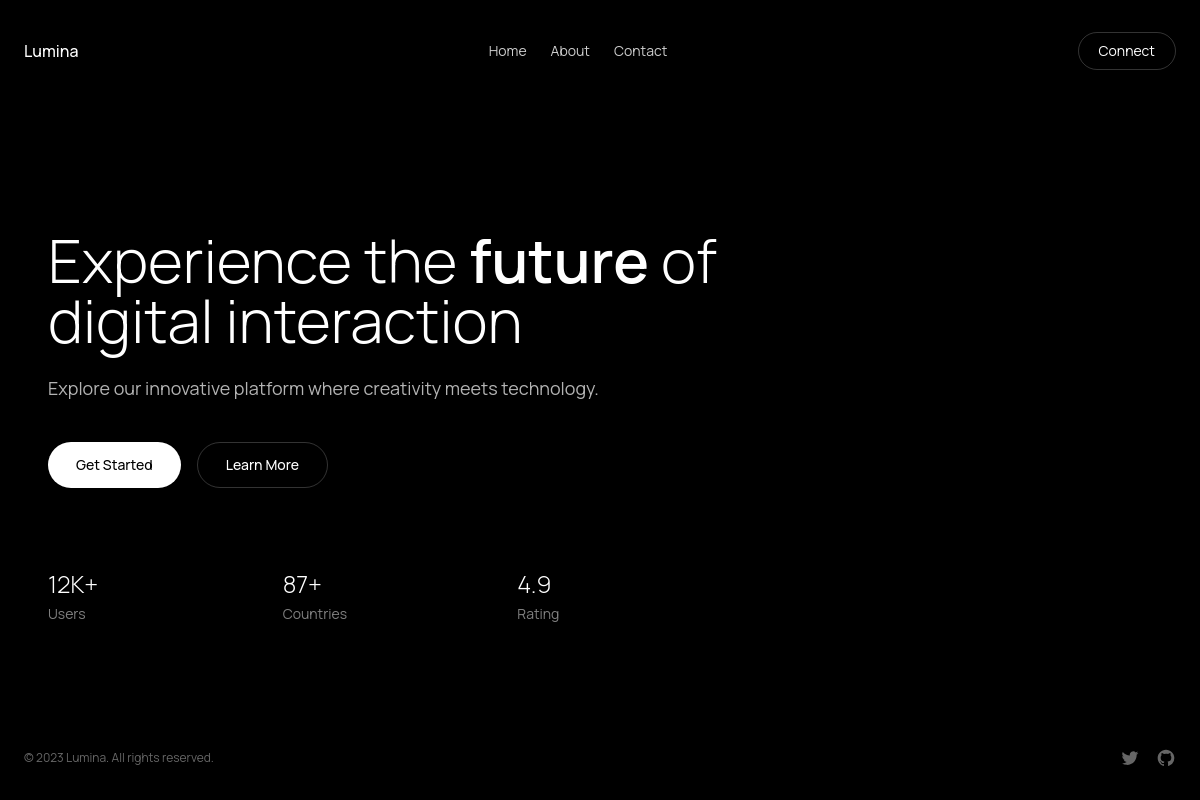 Lumina
Home About Contact
Connect
Experience the future of
digital interaction
Explore our innovative platform where creativity meets technology.
Get Started
Learn More
12K+
Users
87+
Countries
4.9
Rating
© 2023 Lumina. All rights reserved.